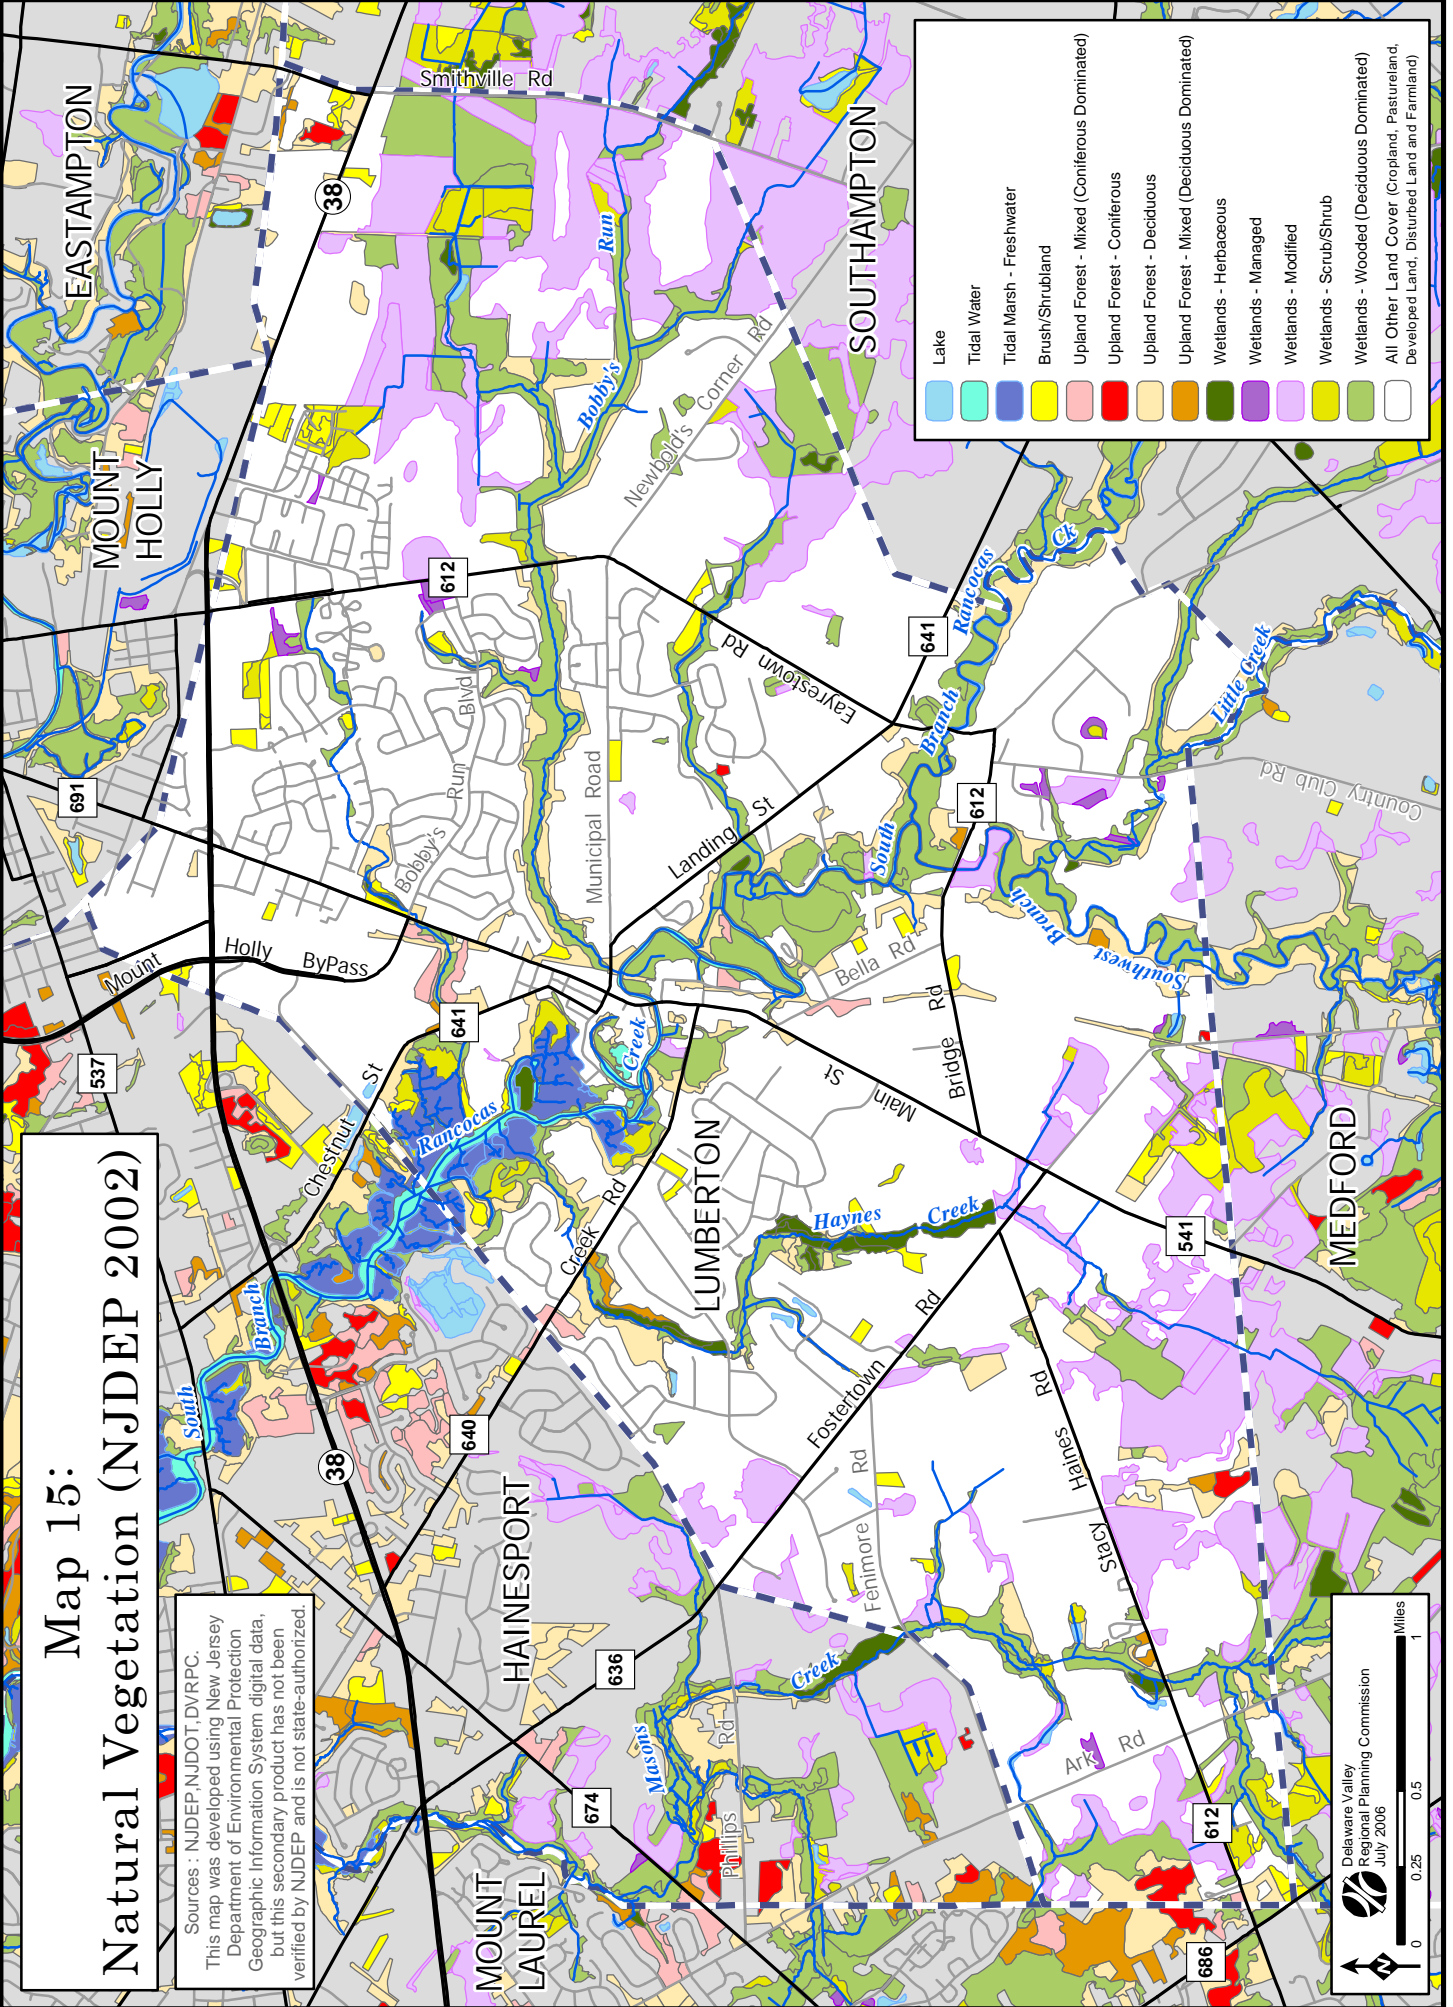 Map 15:
Natural Vegetation (NJDEP 2002)
Sources : NJDEP,NJDOT,DVRPC.
This map was developed using New Jersey
Department of Environmental Protection
Geographic Information System digital data,
but this secondary product has not been
verified by NJDEP and is not state-authorized.
EASTAMPTON
MOUNT
HOLLY
SOUTHAMPTON
LUMBERTON
HAINESPORT
MOUNT
LAUREL
MEDFORD
Smithville Rd
38
Bobby's
Run
Newbold's Corner Rd
612
Eayrestown Rd
641
Rancocas
Ck
Branch
South
Little Creek
Country Club Rd
612
Branch
Southwest
691
Bobby's
Run
Blvd
Municipal Road
Landing St
Bella Rd
Bridge Rd
Main St
Mount
Holly
ByPass
537
641
Chestnut St
Rancocas
Creek
Creek Rd
Haynes
Creek
541
South
Branch
38
640
Fostertown Rd
Fenimore Rd
Stacy
Haines
Rd
636
Masons
Creek
Phillips
Rd
674
Ark Rd
612
686
Lake
Tidal Water
Tidal Marsh - Freshwater
Brush/Shrubland
Upland Forest - Mixed (Coniferous Dominated)
Upland Forest - Coniferous
Upland Forest - Deciduous
Upland Forest - Mixed (Deciduous Dominated)
Wetlands - Herbaceous
Wetlands - Managed
Wetlands - Modified
Wetlands - Scrub/Shrub
Wetlands - Wooded (Deciduous Dominated)
All Other Land Cover (Cropland, Pastureland,
Developed Land, Disturbed Land and Farmland)
Delaware Valley
Regional Planning Commission
July 2006
N
0 0.25 0.5 1
Miles